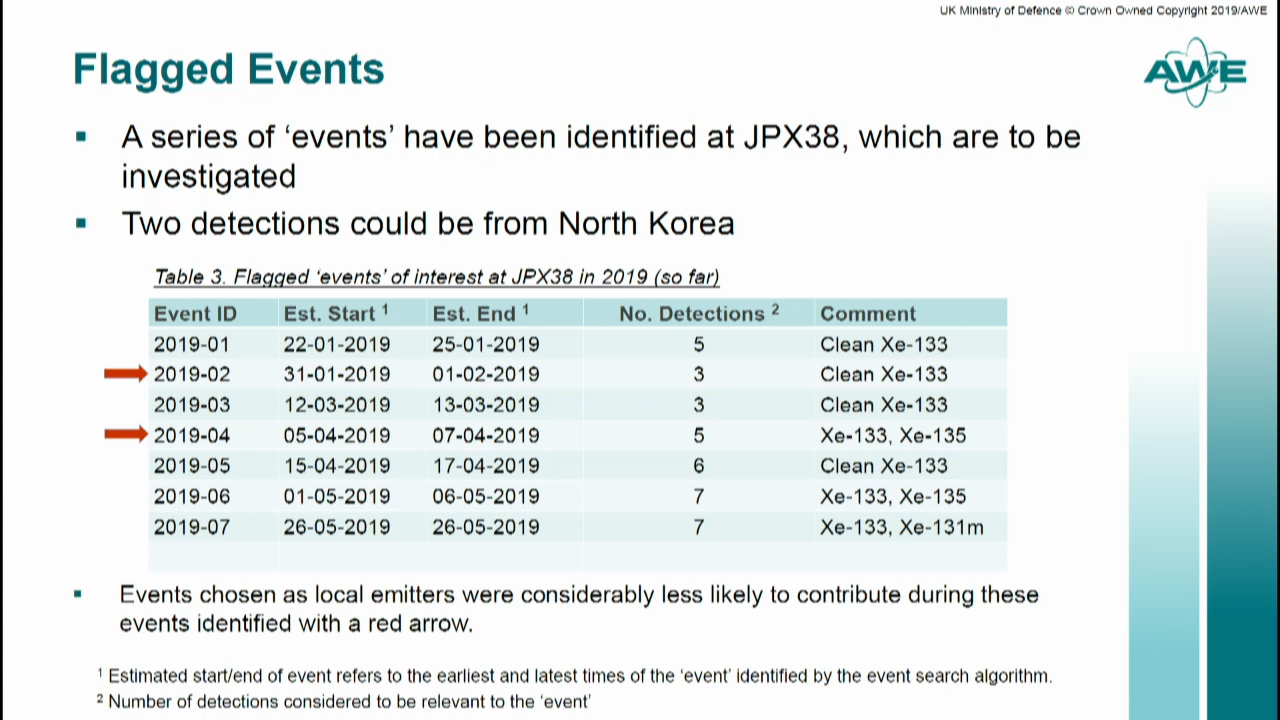 UK Ministry of Defence © Crown Owned Copyright 2019/AWE
Flagged Events
AWE
▪ A series of ‘events’ have been identified at JPX38, which are to be
investigated
▪ Two detections could be from North Korea
Table 3. Flagged ‘events’ of interest at JPX38 in 2019 (so far)
Event ID Est. Start ¹ Est. End ¹ No. Detections ² Comment
2019-01 22-01-2019 25-01-2019 5 Clean Xe-133
2019-02 31-01-2019 01-02-2019 3 Clean Xe-133
2019-03 12-03-2019 13-03-2019 3 Clean Xe-133
2019-04 05-04-2019 07-04-2019 5 Xe-133, Xe-135
2019-05 15-04-2019 17-04-2019 6 Clean Xe-133
2019-06 01-05-2019 06-05-2019 7 Xe-133, Xe-135
2019-07 26-05-2019 26-05-2019 7 Xe-133, Xe-131m
▪ Events chosen as local emitters were considerably less likely to contribute during these
events identified with a red arrow.
¹ Estimated start/end of event refers to the earliest and latest times of the ‘event’ identified by the event search algorithm.
² Number of detections considered to be relevant to the ‘event’